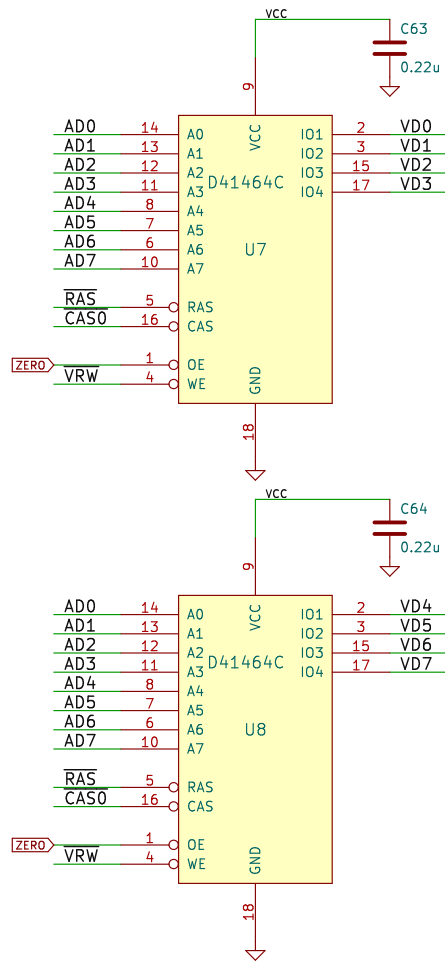 VCC
C63
0.22u
9
VCC
AD0 14 A0 IO1 2 VD0
AD1 13 A1 IO2 3 VD1
AD2 12 A2 IO3 15 VD2
AD3 11 A3 IO4 17 VD3
D41464C
AD4 8 A4
AD5 7 A5
AD6 6 A6
AD7 10 A7
U7
RAS 5 RAS
CAS0 16 CAS
ZERO 1 OE
VRW 4 WE
GND
18
VCC
C64
0.22u
9
VCC
AD0 14 A0 IO1 2 VD4
AD1 13 A1 IO2 3 VD5
AD2 12 A2 IO3 15 VD6
AD3 11 A3 IO4 17 VD7
D41464C
AD4 8 A4
AD5 7 A5
AD6 6 A6
AD7 10 A7
U8
RAS 5 RAS
CAS0 16 CAS
ZERO 1 OE
VRW 4 WE
GND
18